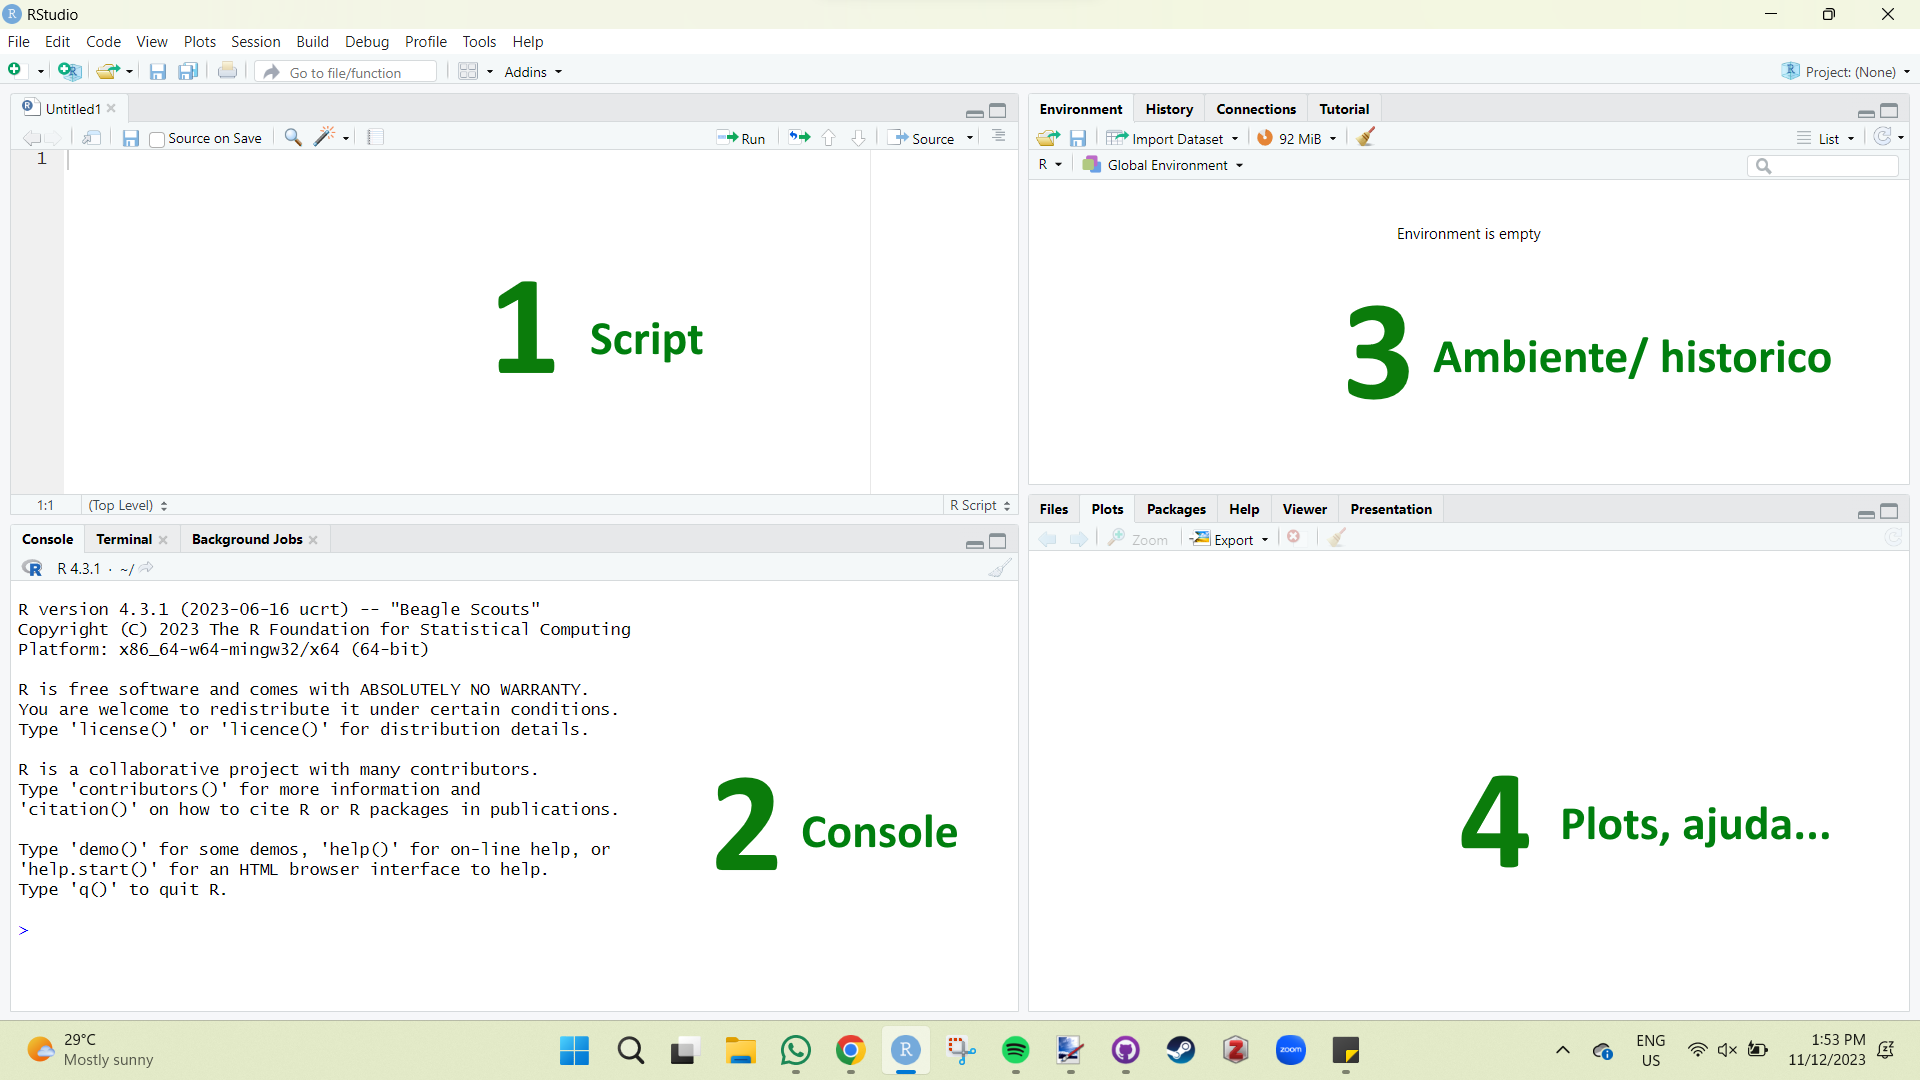 RStudio
File Edit Code View Plots Session Build Debug Profile Tools Help
Go to file/function Addins Project: (None)
Untitled1
Source on Save Run Source
1
1 Script
1:1 (Top Level) R Script
Console Terminal Background Jobs
R 4.3.1 · ~/
R version 4.3.1 (2023-06-16 ucrt) -- "Beagle Scouts"
Copyright (C) 2023 The R Foundation for Statistical Computing
Platform: x86_64-w64-mingw32/x64 (64-bit)
R is free software and comes with ABSOLUTELY NO WARRANTY.
You are welcome to redistribute it under certain conditions.
Type 'license()' or 'licence()' for distribution details.
R is a collaborative project with many contributors.
Type 'contributors()' for more information and
'citation()' on how to cite R or R packages in publications.
Type 'demo()' for some demos, 'help()' for on-line help, or
'help.start()' for an HTML browser interface to help.
Type 'q()' to quit R.
>
2 Console
Environment History Connections Tutorial
Import Dataset 92 MiB List
R Global Environment
Environment is empty
3 Ambiente/ historico
Files Plots Packages Help Viewer Presentation
Zoom Export
4 Plots, ajuda...
29°C
Mostly sunny
zoom
ENG
US
1:53 PM
11/12/2023